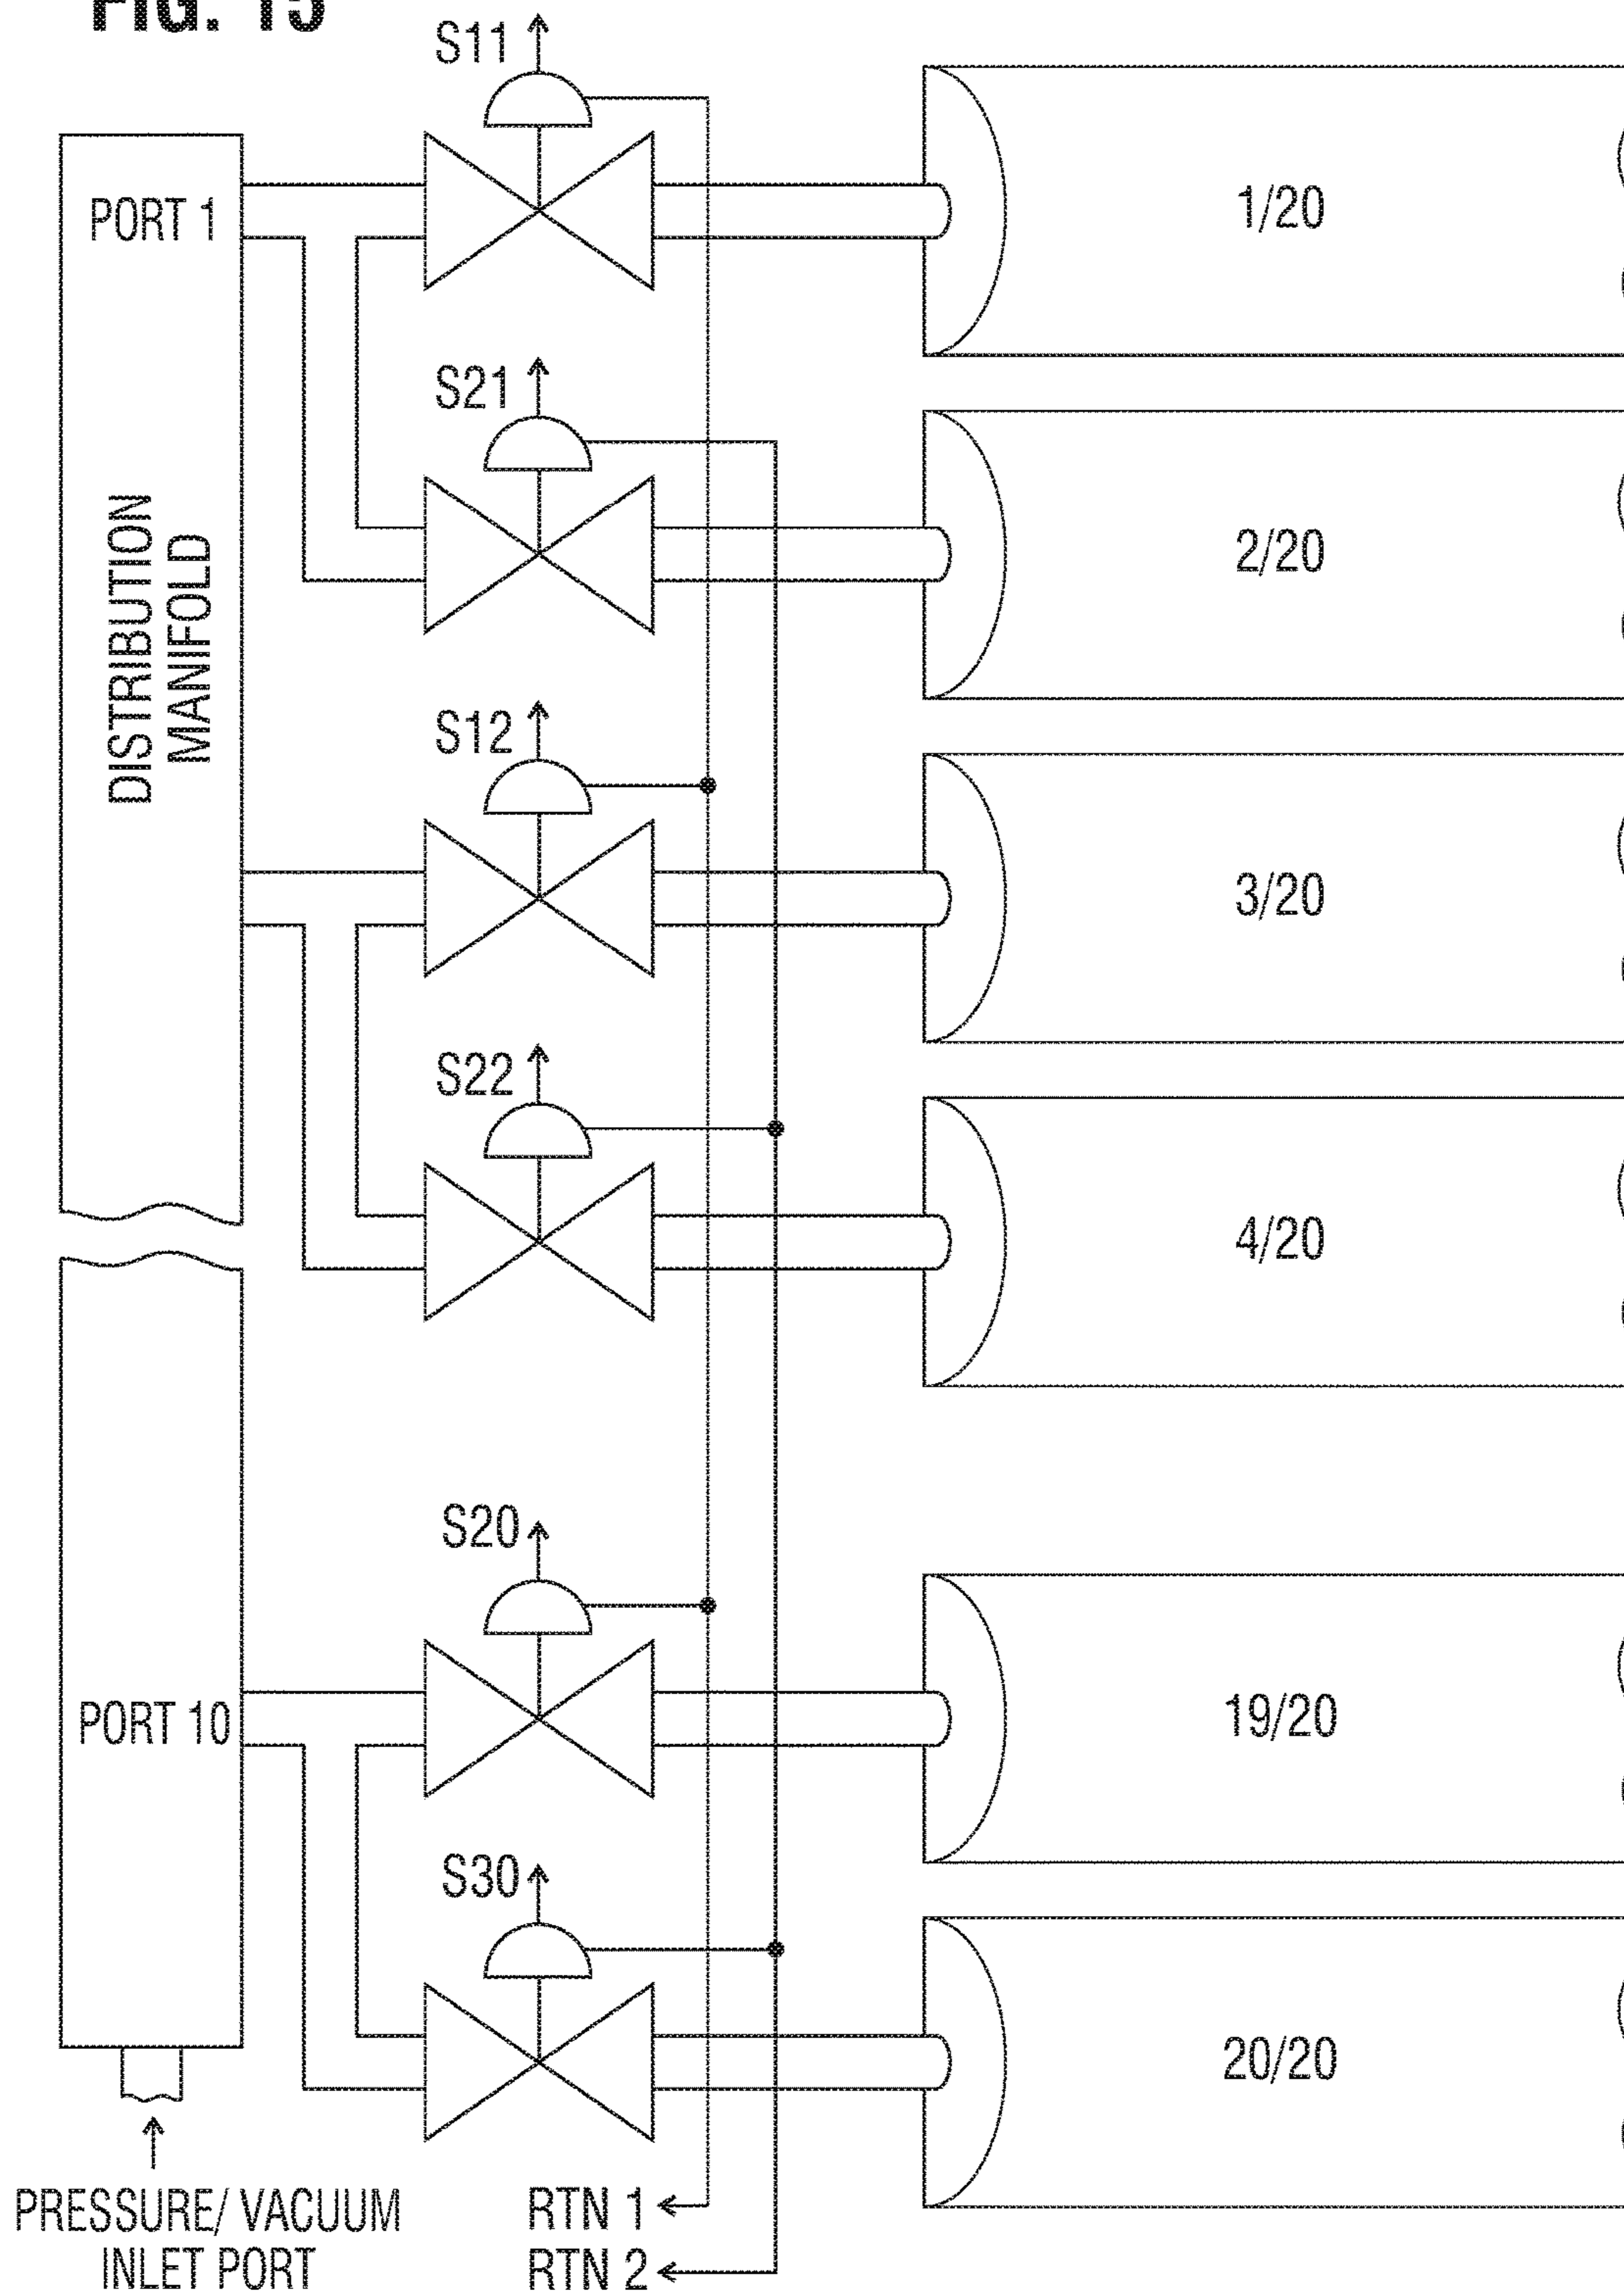 FIG. 15
S11
PORT 1
1/20
S21
2/20
DISTRIBUTION
MANIFOLD
S12
3/20
S22
4/20
S20
PORT 10
19/20
S30
20/20
PRESSURE/ VACUUM
INLET PORT
RTN 1
RTN 2